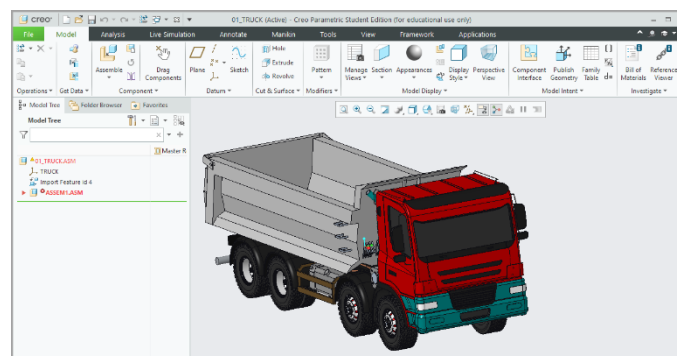 creo° 01_TRUCK (Active) - Creo Parametric Student Edition (for educational use only)
File Model Analysis Live Simulation Annotate Manikin Tools View Framework Applications
Assemble Drag Components Plane Sketch Hole Extrude Revolve Pattern Manage Views Section Appearances Display Style Perspective View Component Interface Publish Geometry Family Table d= Bill of Materials Reference Viewer
Operations Get Data Component Datum Cut & Surface Modifiers Model Display Model Intent Investigate
Model Tree Folder Browser Favorites
Model Tree
Master R
01_TRUCK.ASM
TRUCK
Import Feature id 4
ASSEM1.ASM